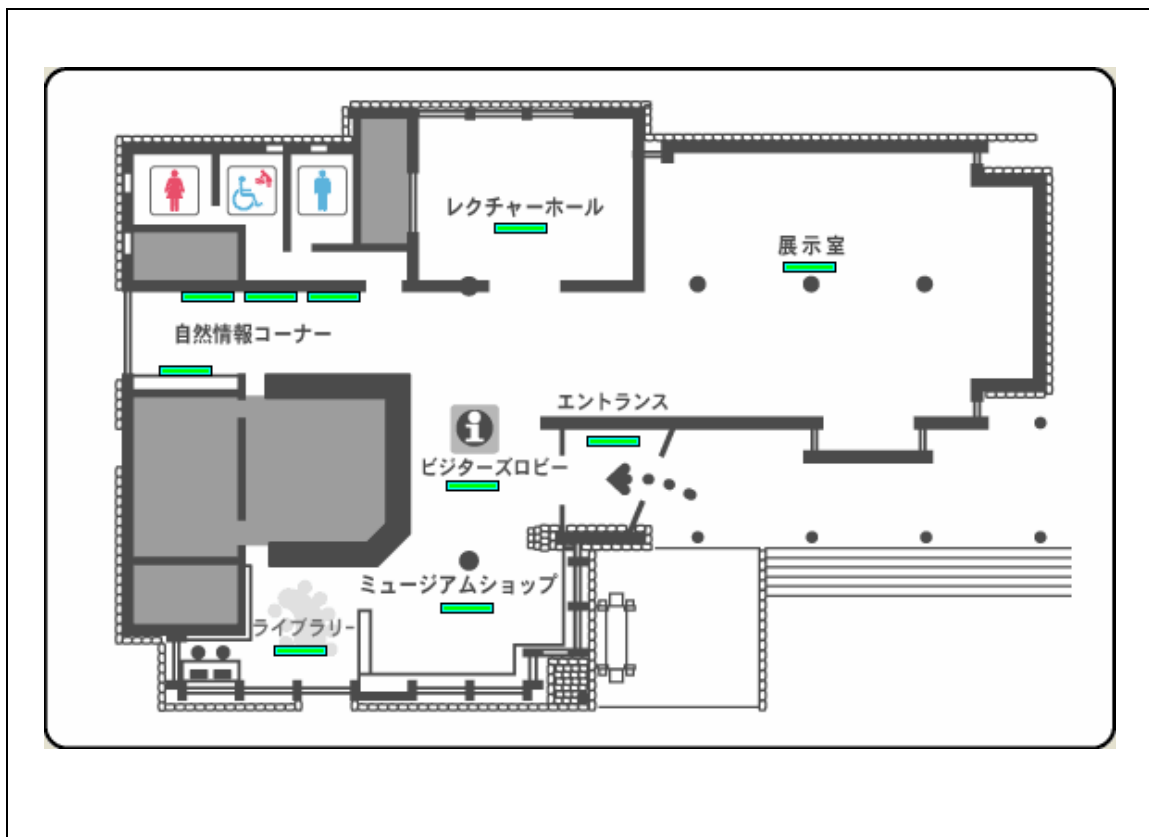 レクチャーホール
展示室
自然情報コーナー
エントランス
ビジターズロビー
ミュージアムショップ
ライブラリー